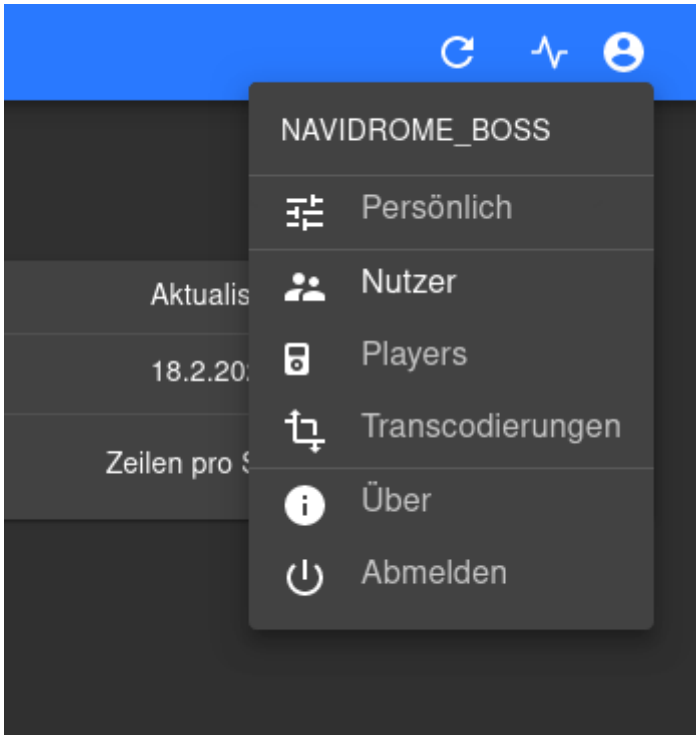 NAVIDROME_BOSS
Persönlich
Aktualis
Nutzer
18.2.20
Players
Zeilen pro
Transcodierungen
Über
Abmelden